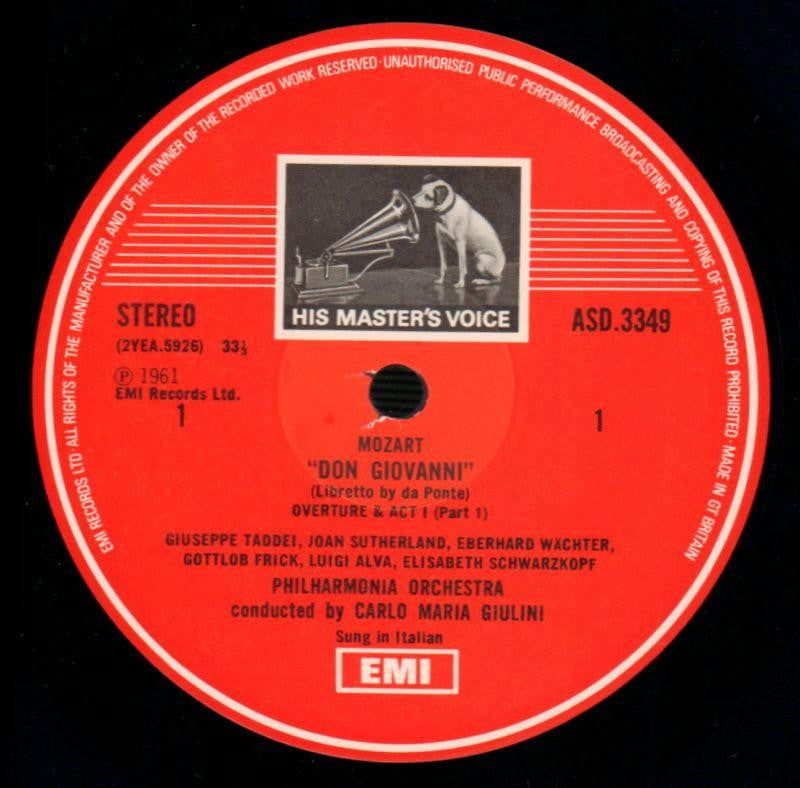 EMI RECORDS LTD·ALL RIGHTS OF THE MANUFACTURER AND OF THE OWNER OF THE RECORDED WORK RESERVED·UNAUTHORISED PUBLIC PERFORMANCE BROADCASTING AND COPYING OF THIS RECORD PROHIBITED·MADE IN GT BRITAIN
HIS MASTER'S VOICE
STEREO
ASD.3349
(2YEA.5926) 33⅓
Ⓟ 1961
EMI Records Ltd.
1
1
MOZART
"DON GIOVANNI"
(Libretto by da Ponte)
OVERTURE & ACT I (Part 1)
GIUSEPPE TADDEI, JOAN SUTHERLAND, EBERHARD WÄCHTER,
GOTTLOB FRICK, LUIGI ALVA, ELISABETH SCHWARZKOPF
PHILHARMONIA ORCHESTRA
conducted by CARLO MARIA GIULINI
Sung in Italian
EMI